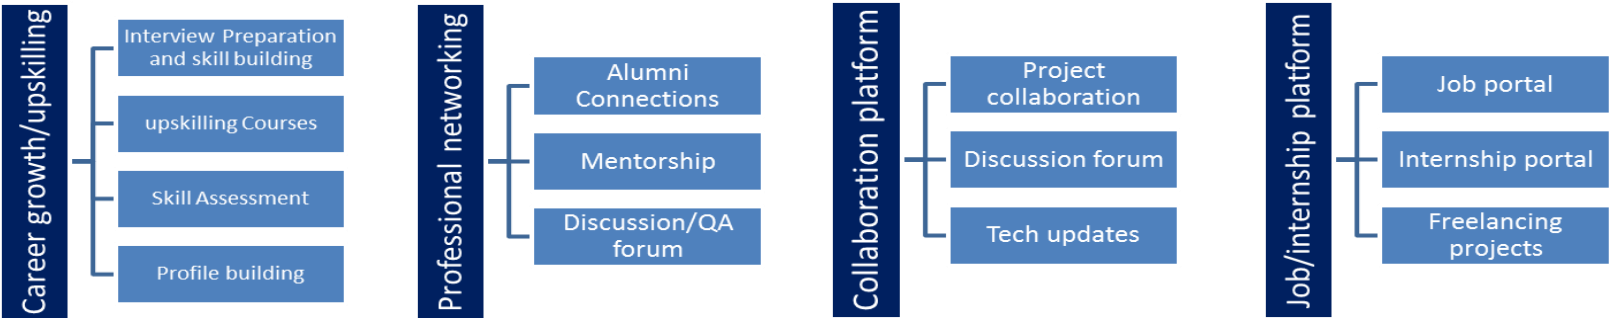 Career growth/upskilling
Interview Preparation
and skill building
upskilling Courses
Skill Assessment
Profile building
Professional networking
Alumni
Connections
Mentorship
Discussion/QA
forum
Collaboration platform
Project
collaboration
Discussion forum
Tech updates
Job/internship platform
Job portal
Internship portal
Freelancing
projects